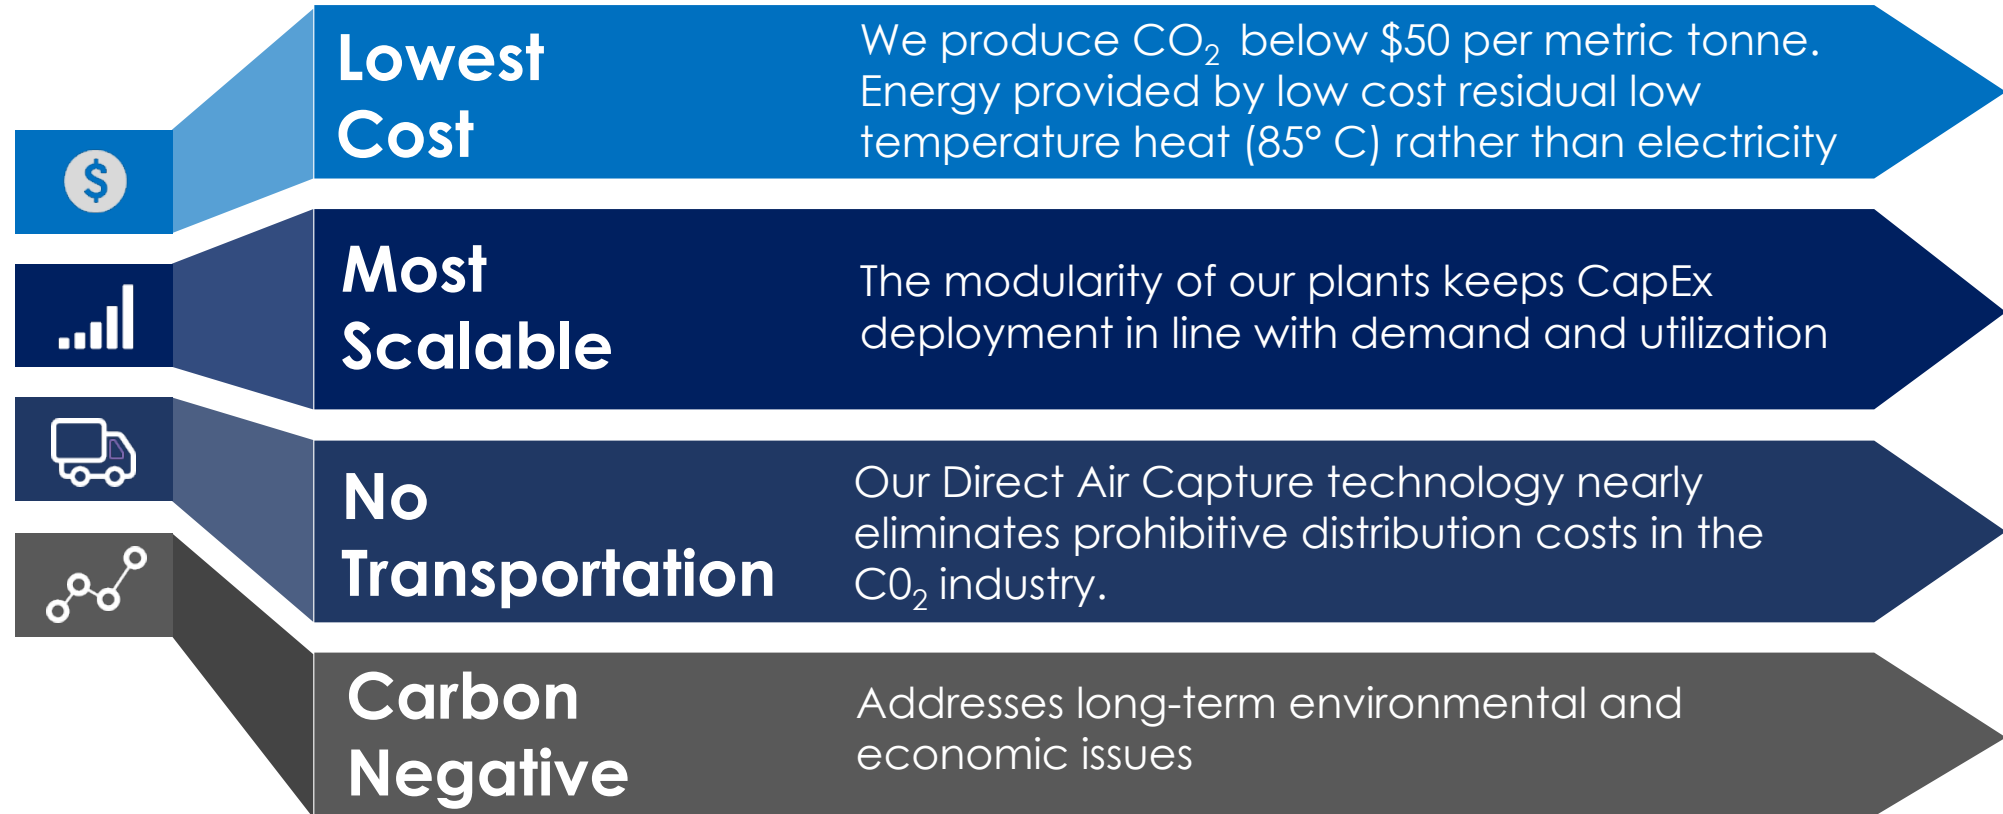 Lowest
Cost
We produce CO₂ below $50 per metric tonne.
Energy provided by low cost residual low
temperature heat (85° C) rather than electricity
$
Most
Scalable
The modularity of our plants keeps CapEx
deployment in line with demand and utilization
No
Transportation
Our Direct Air Capture technology nearly
eliminates prohibitive distribution costs in the
C0₂ industry.
Carbon
Negative
Addresses long-term environmental and
economic issues